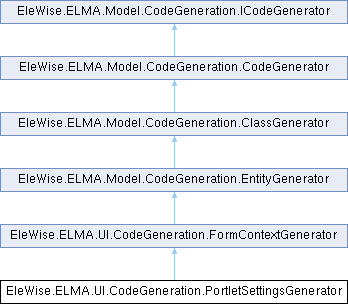 EleWise.ELMA.Model.CodeGeneration.ICodeGenerator
EleWise.ELMA.Model.CodeGeneration.CodeGenerator
EleWise.ELMA.Model.CodeGeneration.ClassGenerator
EleWise.ELMA.Model.CodeGeneration.EntityGenerator
EleWise.ELMA.UI.CodeGeneration.FormContextGenerator
EleWise.ELMA.UI.CodeGeneration.PortletSettingsGenerator